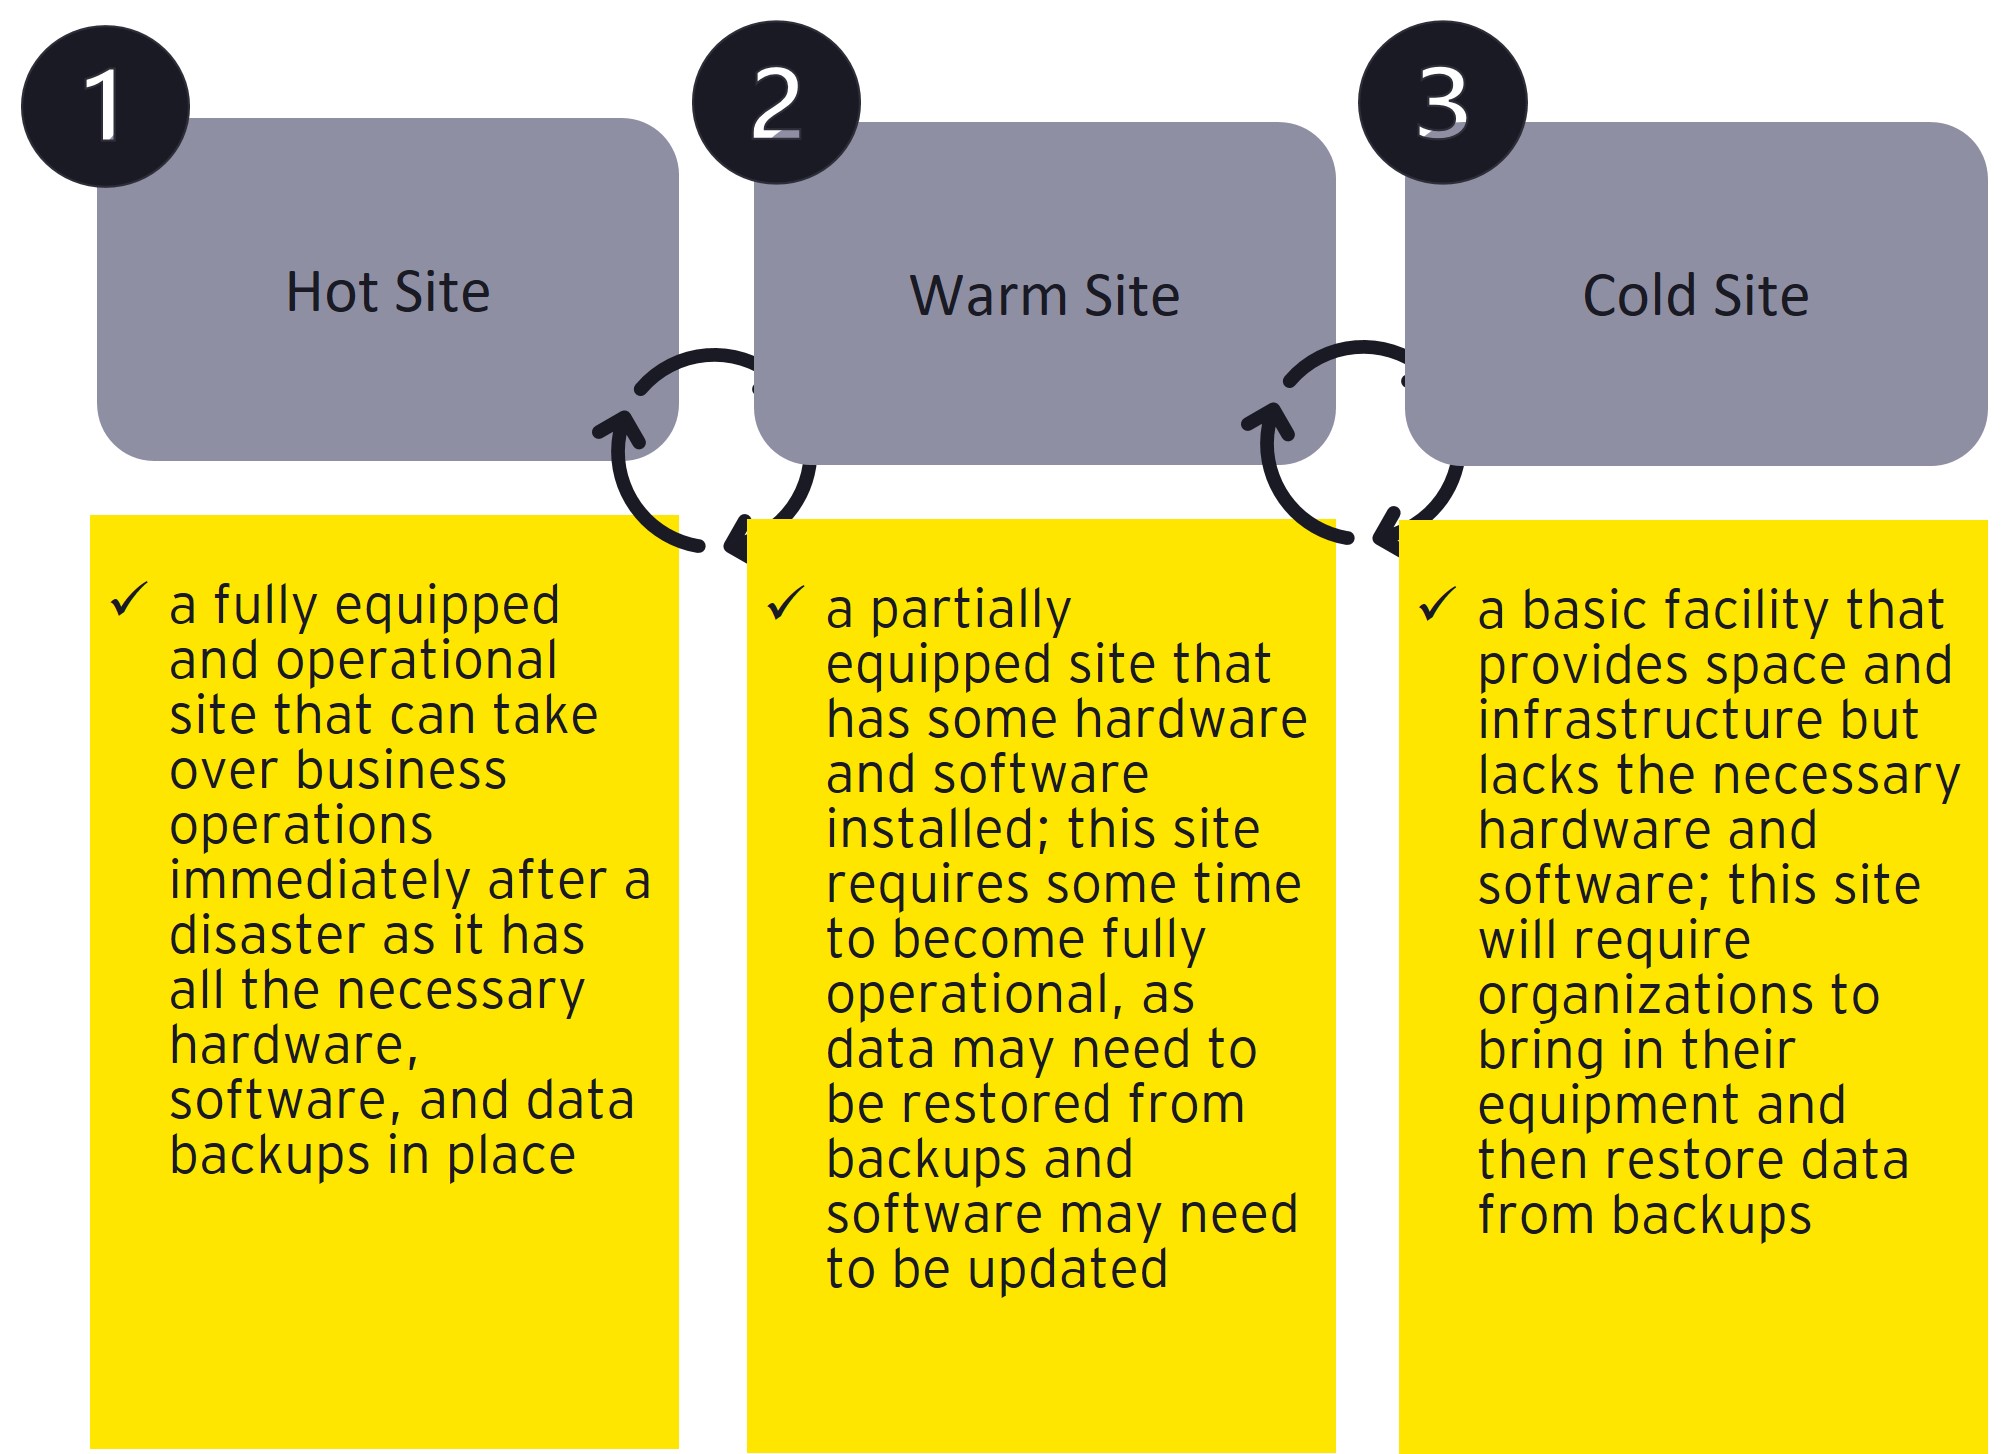 1
Hot Site
✓ a fully equipped
and operational
site that can take
over business
operations
immediately after a
disaster as it has
all the necessary
hardware,
software, and data
backups in place
2
Warm Site
✓ a partially
equipped site that
has some hardware
and software
installed; this site
requires some time
to become fully
operational, as
data may need to
be restored from
backups and
software may need
to be updated
3
Cold Site
✓ a basic facility that
provides space and
infrastructure but
lacks the necessary
hardware and
software; this site
will require
organizations to
bring in their
equipment and
then restore data
from backups